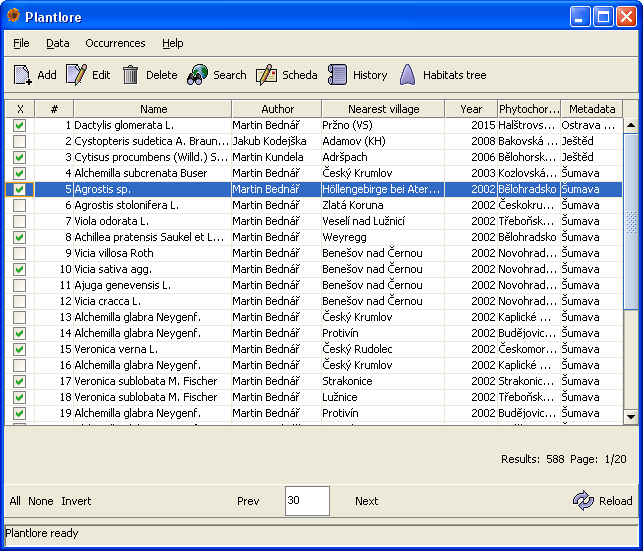 Plantlore
File Data Occurrences Help
Add Edit Delete Search Scheda History Habitats tree
X # Name Author Nearest village Year Phytochor... Metadata
1 Dactylis glomerata L. Martin Bednář Pržno (VS) 2015 Halštrovs... Ostrava ...
2 Cystopteris sudetica A. Braun... Jakub Kodejška Adamov (KH) 2008 Bakovská ... Ještěd
3 Cytisus procumbens (Willd.) S... Martin Kundela Adršpach 2006 Bělohorsk... Ještěd
4 Alchemilla subcrenata Buser Martin Bednář Český Krumlov 2003 Kozlovská... Šumava
5 Agrostis sp. Martin Bednář Höllengebirge bei Ater... 2002 Bělohradsko Šumava
6 Agrostis stolonifera L. Martin Bednář Zlatá Koruna 2002 Českokru... Šumava
7 Viola odorata L. Martin Bednář Veselí nad Lužnicí 2002 Třeboňsk... Šumava
8 Achillea pratensis Saukel et L... Martin Bednář Weyregg 2002 Bělohradsko Šumava
9 Vicia villosa Roth Martin Bednář Benešov nad Černou 2002 Novohrad... Šumava
10 Vicia sativa agg. Martin Bednář Benešov nad Černou 2002 Novohrad... Šumava
11 Ajuga genevensis L. Martin Bednář Benešov nad Černou 2002 Novohrad... Šumava
12 Vicia cracca L. Martin Bednář Benešov nad Černou 2002 Novohrad... Šumava
13 Alchemilla glabra Neygenf. Martin Bednář Český Krumlov 2002 Kaplické ... Šumava
14 Alchemilla glabra Neygenf. Martin Bednář Protivín 2002 Budějovic... Šumava
15 Veronica verna L. Martin Bednář Český Rudolec 2002 Českomor... Šumava
16 Alchemilla glabra Neygenf. Martin Bednář Český Krumlov 2002 Kaplické ... Šumava
17 Veronica sublobata M. Fischer Martin Bednář Strakonice 2002 Strakonic... Šumava
18 Veronica sublobata M. Fischer Martin Bednář Lužnice 2002 Třeboňsk... Šumava
19 Alchemilla glabra Neygenf. Martin Bednář Protivín 2002 Budějovic... Šumava
Results: 588 Page: 1/20
All None Invert Prev 30 Next Reload
Plantlore ready